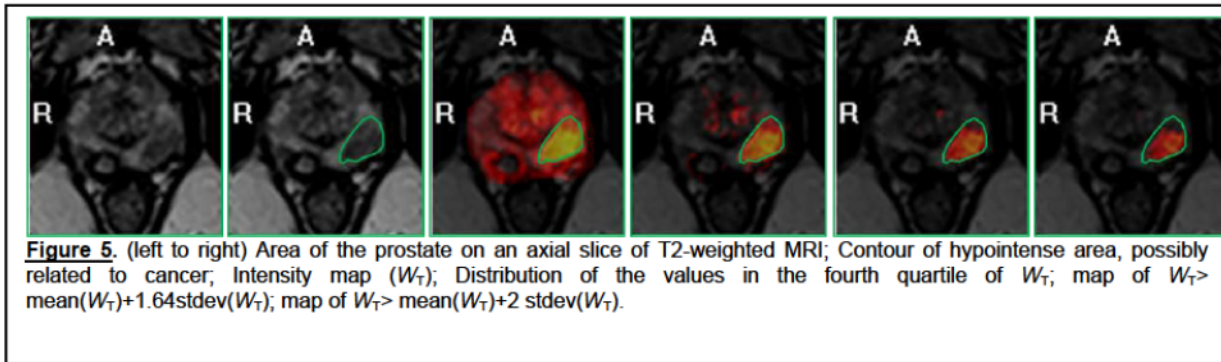 A A A A A A
R R R R R R
Figure 5. (left to right) Area of the prostate on an axial slice of T2-weighted MRI; Contour of hypointense area, possibly
related to cancer; Intensity map (WT); Distribution of the values in the fourth quartile of WT; map of WT>
mean(WT)+1.64stdev(WT); map of WT> mean(WT)+2 stdev(WT).